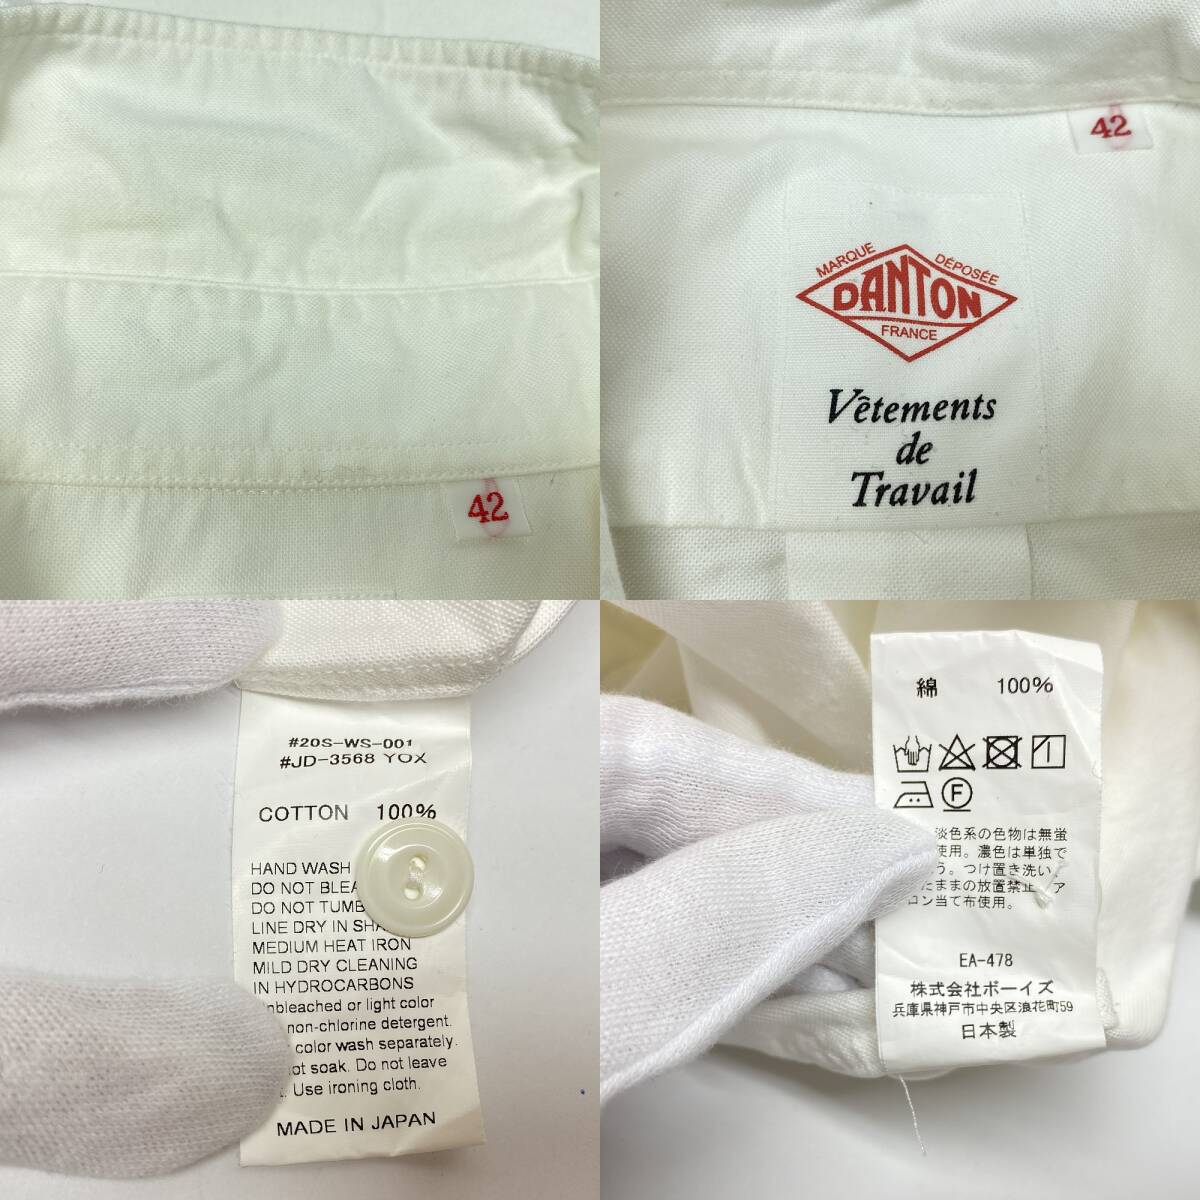 42
42
MARQUE DÉPOSÉE
DANTON
FRANCE
Vêtements
de
Travail
#20S-WS-001
#JD-3568 YOX
COTTON 100%
HAND WASH
DO NOT BLEA
DO NOT TUMB
LINE DRY IN SHA
MEDIUM HEAT IRON
MILD DRY CLEANING
IN HYDROCARBONS
nbleached or light color
non-chlorine detergent.
color wash separately.
ot soak. Do not leave
Use ironing cloth.
MADE IN JAPAN
綿 100%
F
淡色系の色物は無蛍
使用。濃色は単独で
う。つけ置き洗い、
たままの放置禁止 ア
ロン当て布使用。
EA-478
株式会社ボーイズ
兵庫県神戸市中央区浪花町59
日本製